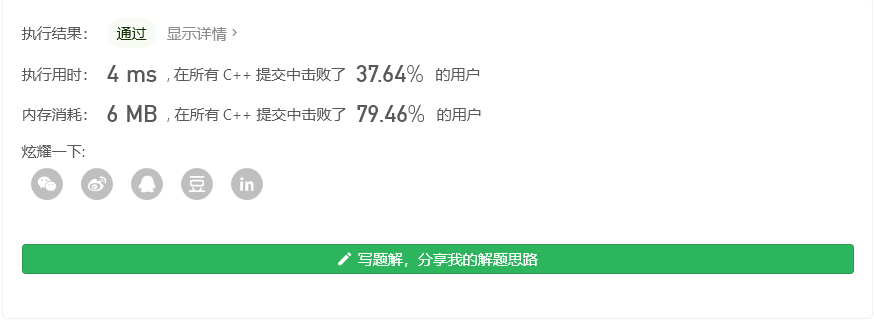 执行结果： 通过 显示详情 >
执行用时： 4 ms , 在所有 C++ 提交中击败了 37.64% 的用户
内存消耗： 6 MB , 在所有 C++ 提交中击败了 79.46% 的用户
炫耀一下:
豆 in
写题解，分享我的解题思路